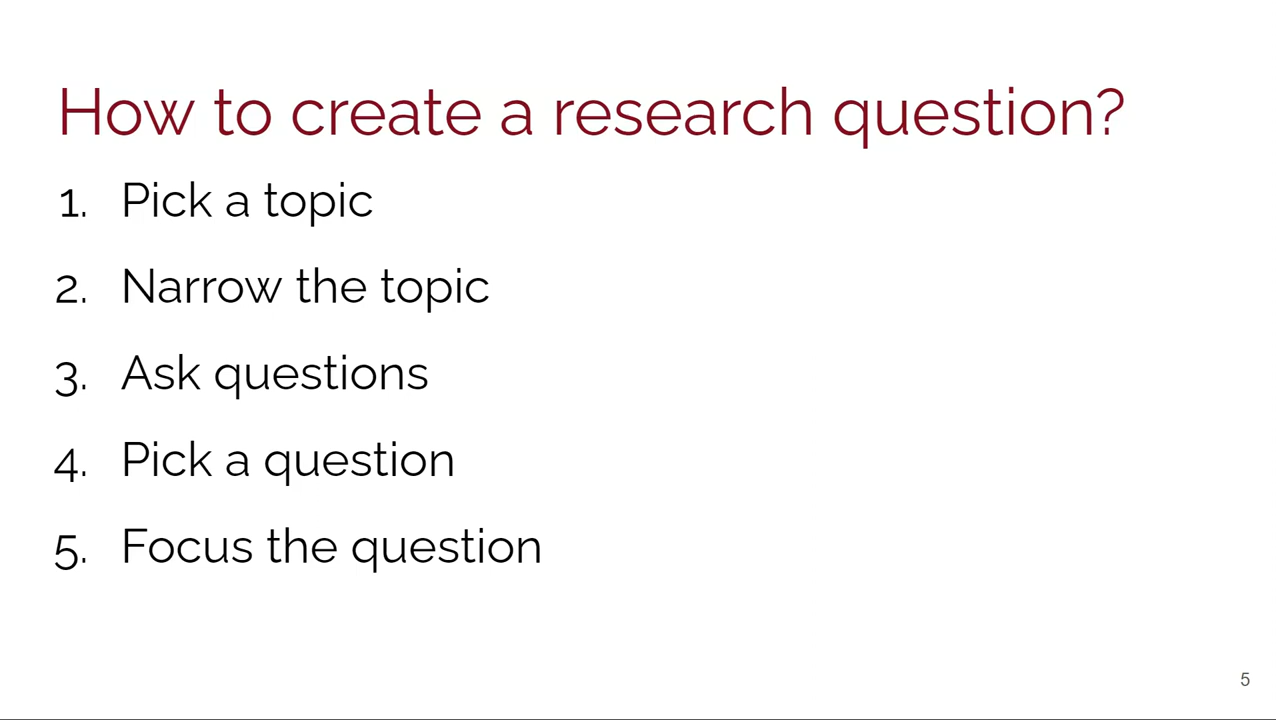 How to create a research question?
1. Pick a topic
2. Narrow the topic
3. Ask questions
4. Pick a question
5. Focus the question
5